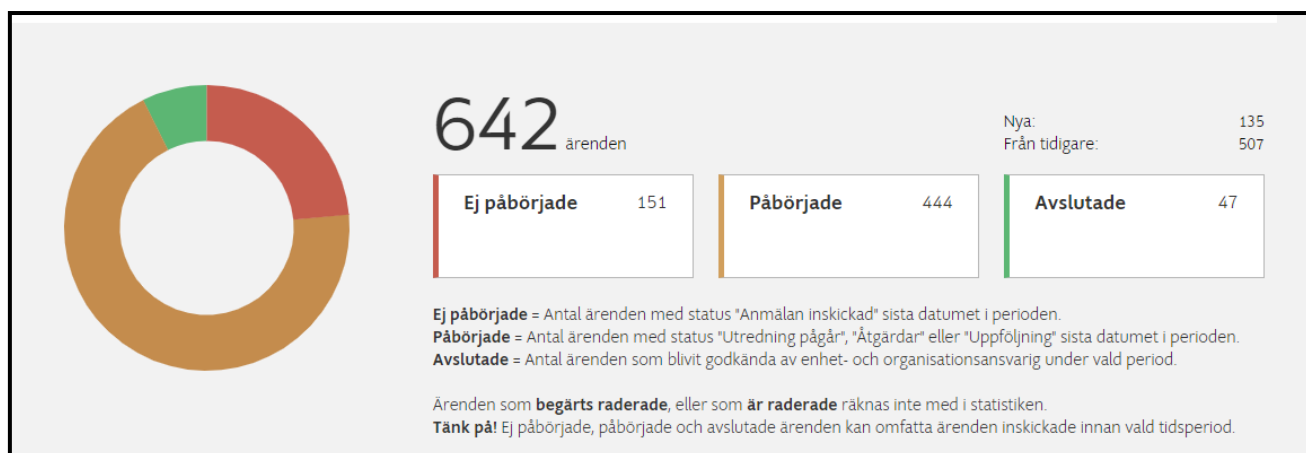 642 ärenden
Nya: 135
Från tidigare: 507
Ej påbörjade 151
Påbörjade 444
Avslutade 47
Ej påbörjade = Antal ärenden med status "Anmälan inskickad" sista datumet i perioden.
Påbörjade = Antal ärenden med status "Utredning pågår", "Åtgärdar" eller "Uppföljning" sista datumet i perioden.
Avslutade = Antal ärenden som blivit godkända av enhet- och organisationsansvarig under vald period.
Ärenden som begärts raderade, eller som är raderade räknas inte med i statistiken.
Tänk på! Ej påbörjade, påbörjade och avslutade ärenden kan omfatta ärenden inskickade innan vald tidsperiod.